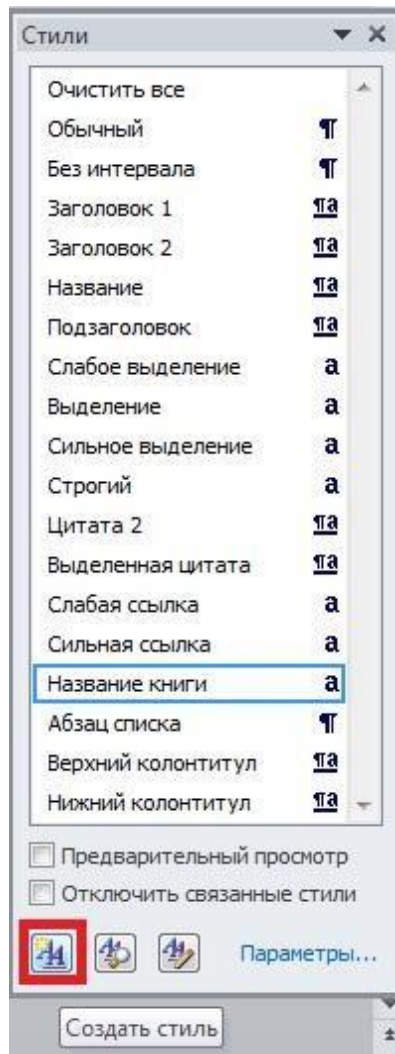 Стили
Очистить все
Обычный ¶
Без интервала ¶
Заголовок 1 ¶a
Заголовок 2 ¶a
Название ¶a
Подзаголовок ¶a
Слабое выделение a
Выделение a
Сильное выделение a
Строгий a
Цитата 2 ¶a
Выделенная цитата ¶a
Слабая ссылка a
Сильная ссылка a
Название книги a
Абзац списка ¶
Верхний колонтитул ¶a
Нижний колонтитул ¶a
Предварительный просмотр
Отключить связанные стили
Параметры...
Создать стиль